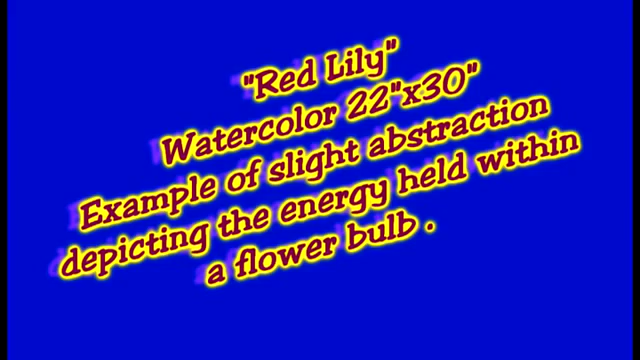 "Red Lily"
Watercolor 22"x30"
Example of slight abstraction
depicting the energy held within
a flower bulb .